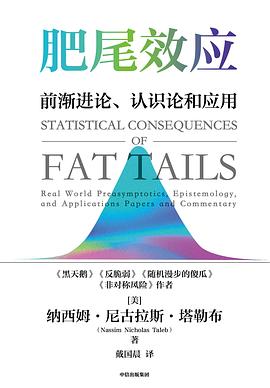 肥尾效应
前渐进论、认识论和应用
STATISTICAL CONSEQUENCES
OF
FAT TAILS
Real World Preasymptotics, Epistemology,
and Applications Papers and Commentary
《黑天鹅》《反脆弱》《随机漫步的傻瓜》
《非对称风险》作者
[美]
纳西姆·尼古拉斯·塔勒布
(Nassim Nicholas Taleb)
著
戴国晨 译
中信出版集团